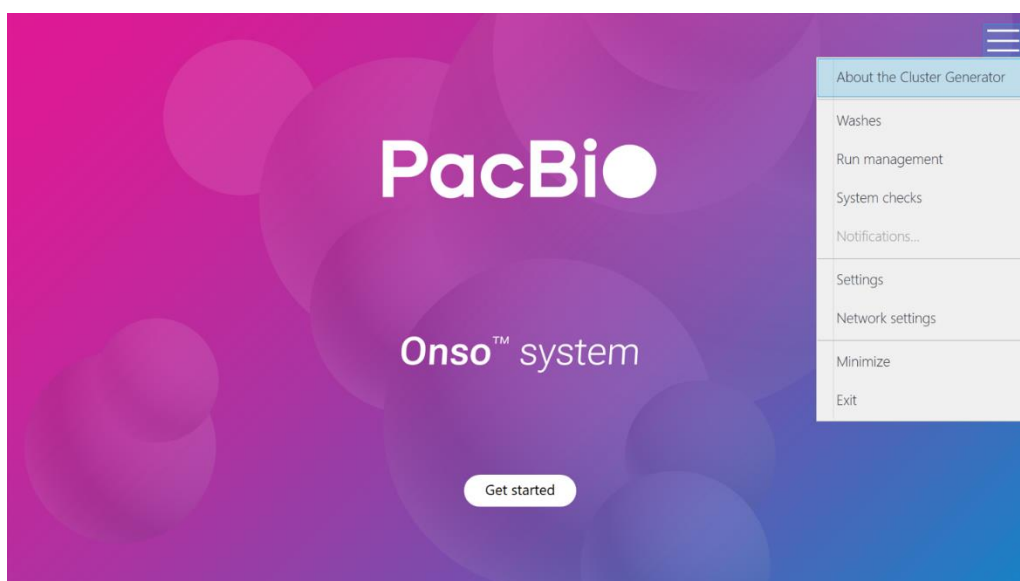 PacBio
Onso™ system
Get started
About the Cluster Generator
Washes
Run management
System checks
Notifications...
Settings
Network settings
Minimize
Exit